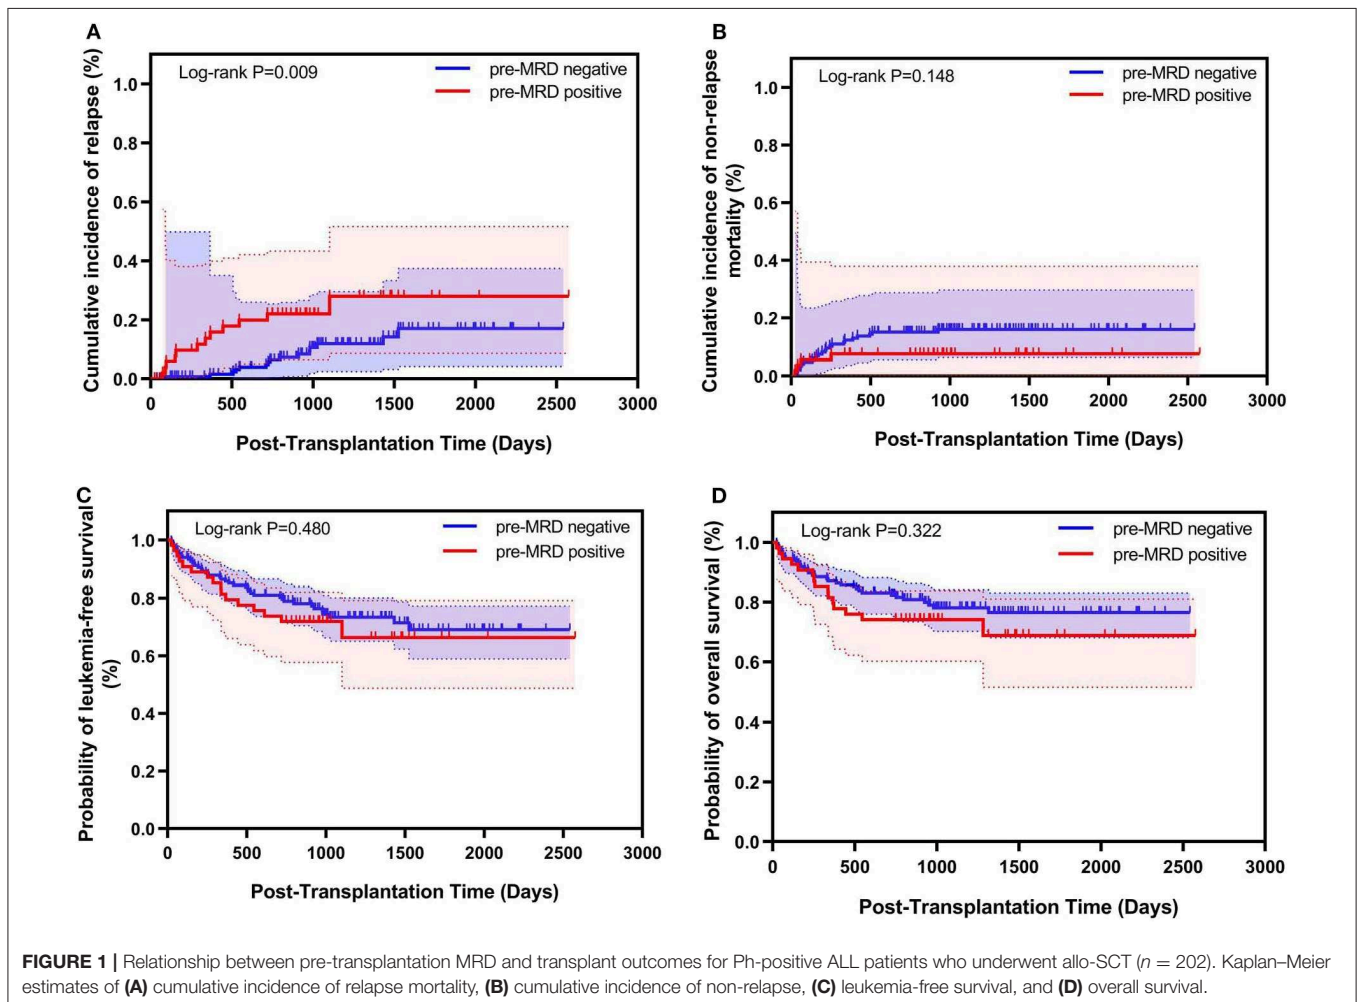 A
Cumulative incidence of relapse (%)
Log-rank P=0.009
pre-MRD negative
pre-MRD positive
1.0
0.8
0.6
0.4
0.2
0.0
0 500 1000 1500 2000 2500 3000
Post-Transplantation Time (Days)
B
Cumulative incidence of non-relapse
mortality (%)
Log-rank P=0.148
pre-MRD negative
pre-MRD positive
1.0
0.8
0.6
0.4
0.2
0.0
0 500 1000 1500 2000 2500 3000
Post-Transplantation Time (Days)
C
Probability of leukemia-free survival
(%)
Log-rank P=0.480
pre-MRD negative
pre-MRD positive
1.0
0.8
0.6
0.4
0.2
0.0
0 500 1000 1500 2000 2500 3000
Post-Transplantation Time (Days)
D
Probability of overall survival (%)
Log-rank P=0.322
pre-MRD negative
pre-MRD positive
1.0
0.8
0.6
0.4
0.2
0.0
0 500 1000 1500 2000 2500 3000
Post-Transplantation Time (Days)
FIGURE 1 | Relationship between pre-transplantation MRD and transplant outcomes for Ph-positive ALL patients who underwent allo-SCT (n = 202). Kaplan–Meier
estimates of (A) cumulative incidence of relapse mortality, (B) cumulative incidence of non-relapse, (C) leukemia-free survival, and (D) overall survival.